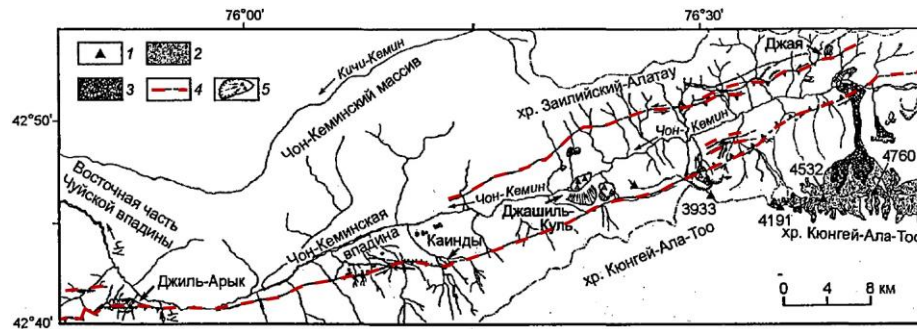 76°00'
76°30'
1
2
3
4
5
42°50'
42°40'
Кичи-Кемин
Чон-Кеминский массив
хр. Заилийский-Алатау
Джая
Чон-Кемин
4532
4760
Восточная часть
Чуйской впадины
Чон-Кемин
Джашиль-
Куль
3933
4191
хр. Кюнгей-Ала-Тоо
хр. Кюнгей-Ала-Тоо
Чон-Кеминская
впадина
Каинды
Чу
Джиль-Арык
Чу
0 4 8 км